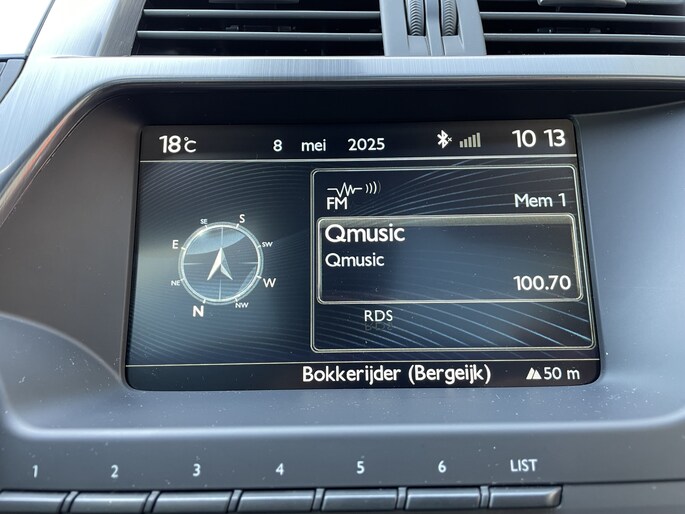 18°C 8 mei 2025 10 13
FM Mem 1
Qmusic
Qmusic
100.70
RDS
S
SE
SW
E
W
NE
NW
N
Bokkerijder (Bergeijk) 50 m
1 2 3 4 5 6 LIST